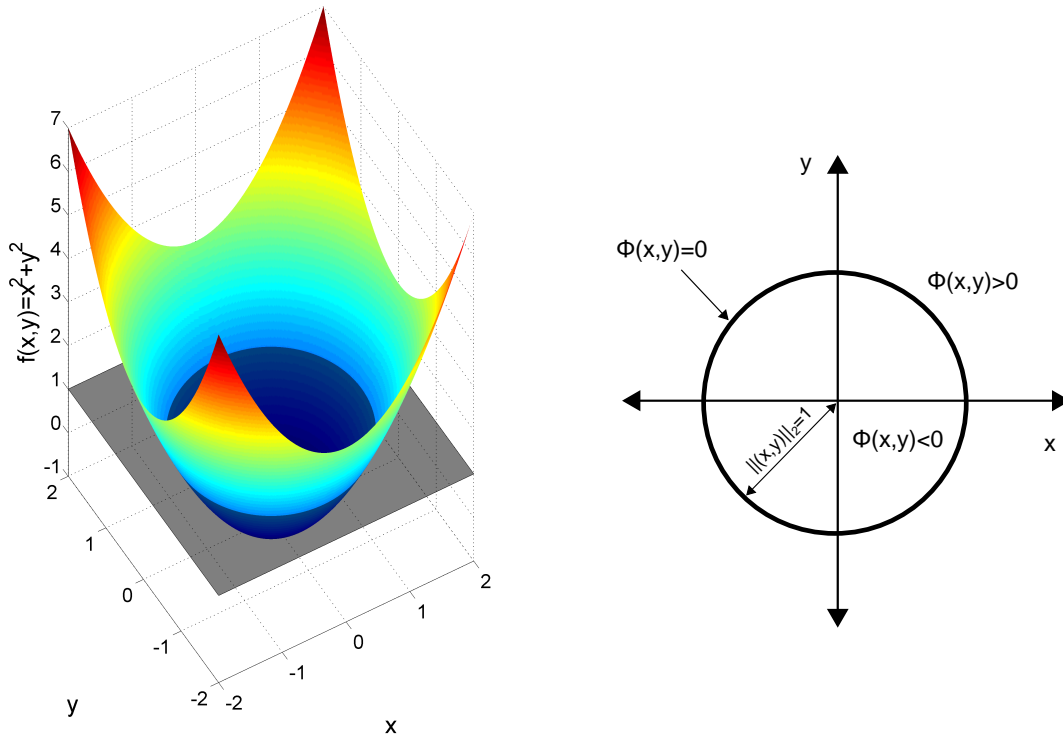 f(x,y)=x²+y²
7
6
5
4
3
2
1
0
-1
2
1
0
-1
-2
y
-2
-1
0
1
2
x
y
Φ(x,y)=0
Φ(x,y)>0
||(x,y)||₂=1
Φ(x,y)<0
x